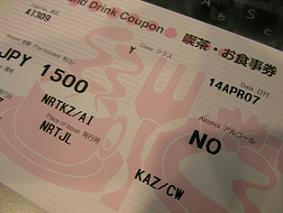 nd Drink Coupon
喫茶・お食事券
AI309
Class クラス
Y
Date 日付
14APR07
JPY 1500
NRTKZ/AI
Place of Issue 発行所
NRTJL
Alcohol アルコール
NO
KAZ/CW